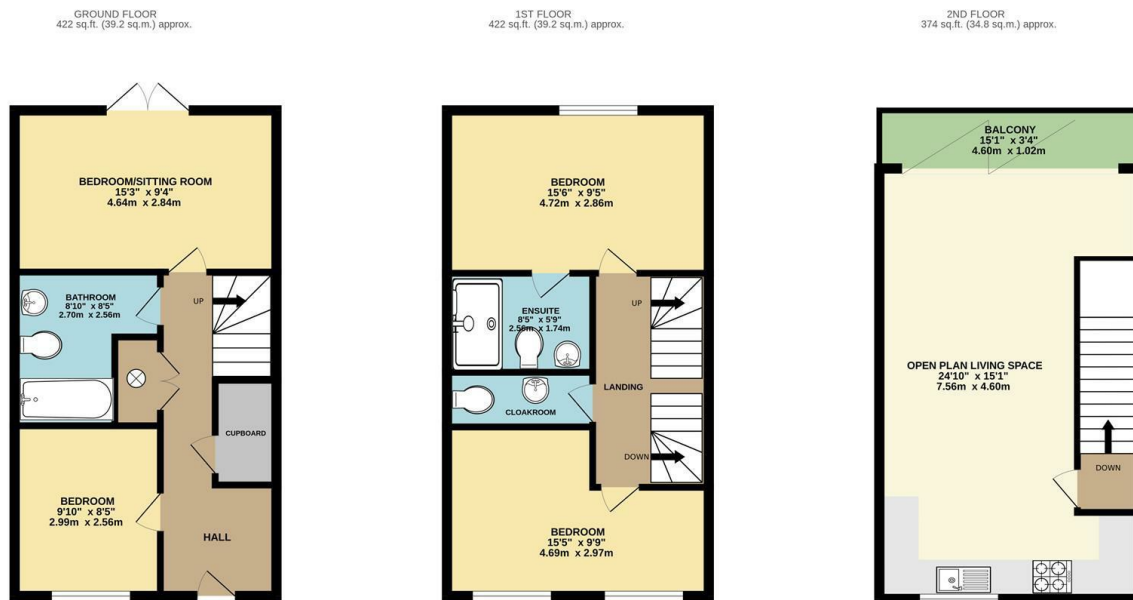 GROUND FLOOR
422 sq.ft. (39.2 sq.m.) approx.
BEDROOM/SITTING ROOM
15'3" x 9'4"
4.64m x 2.84m
BATHROOM
8'10" x 8'5"
2.70m x 2.56m
UP
CUPBOARD
BEDROOM
9'10" x 8'5"
2.99m x 2.56m
HALL
1ST FLOOR
422 sq.ft. (39.2 sq.m.) approx.
BEDROOM
15'6" x 9'5"
4.72m x 2.86m
ENSUITE
8'5" x 5'9"
2.56m x 1.74m
UP
LANDING
CLOAKROOM
DOWN
BEDROOM
15'5" x 9'9"
4.69m x 2.97m
2ND FLOOR
374 sq.ft. (34.8 sq.m.) approx.
BALCONY
15'1" x 3'4"
4.60m x 1.02m
OPEN PLAN LIVING SPACE
24'10" x 15'1"
7.56m x 4.60m
DOWN